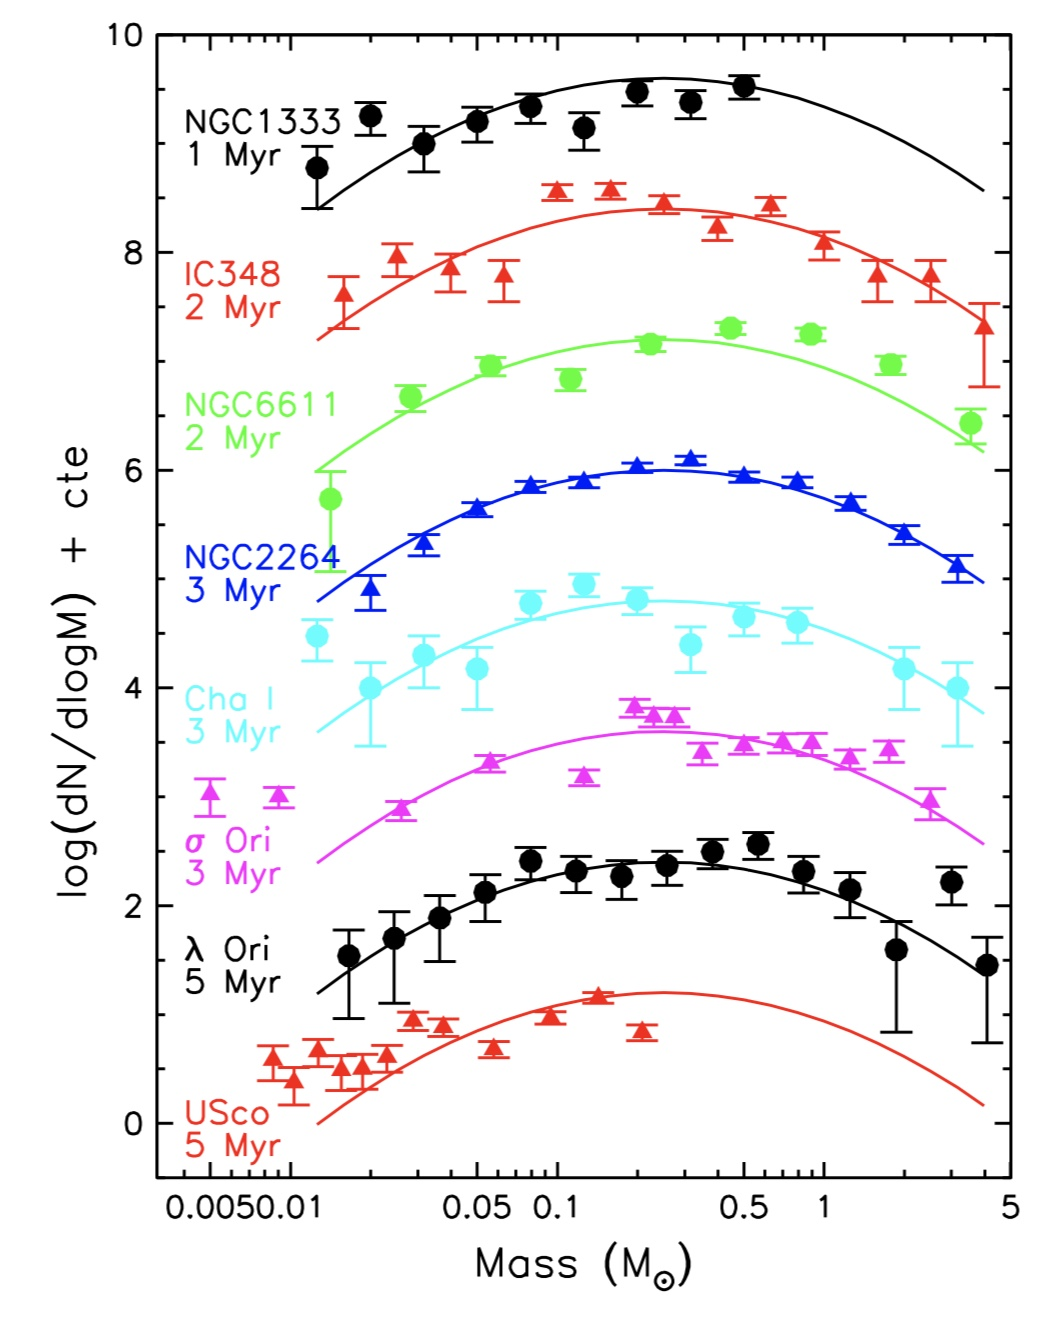 10
NGC1333
1 Myr
8
IC348
2 Myr
NGC6611
2 Myr
6
NGC2264
3 Myr
log(dN/dlogM) + cte
4
Cha I
3 Myr
σ Ori
3 Myr
2
λ Ori
5 Myr
USco
5 Myr
0
0.005 0.01 0.05 0.1 0.5 1 5
Mass (M⊙)